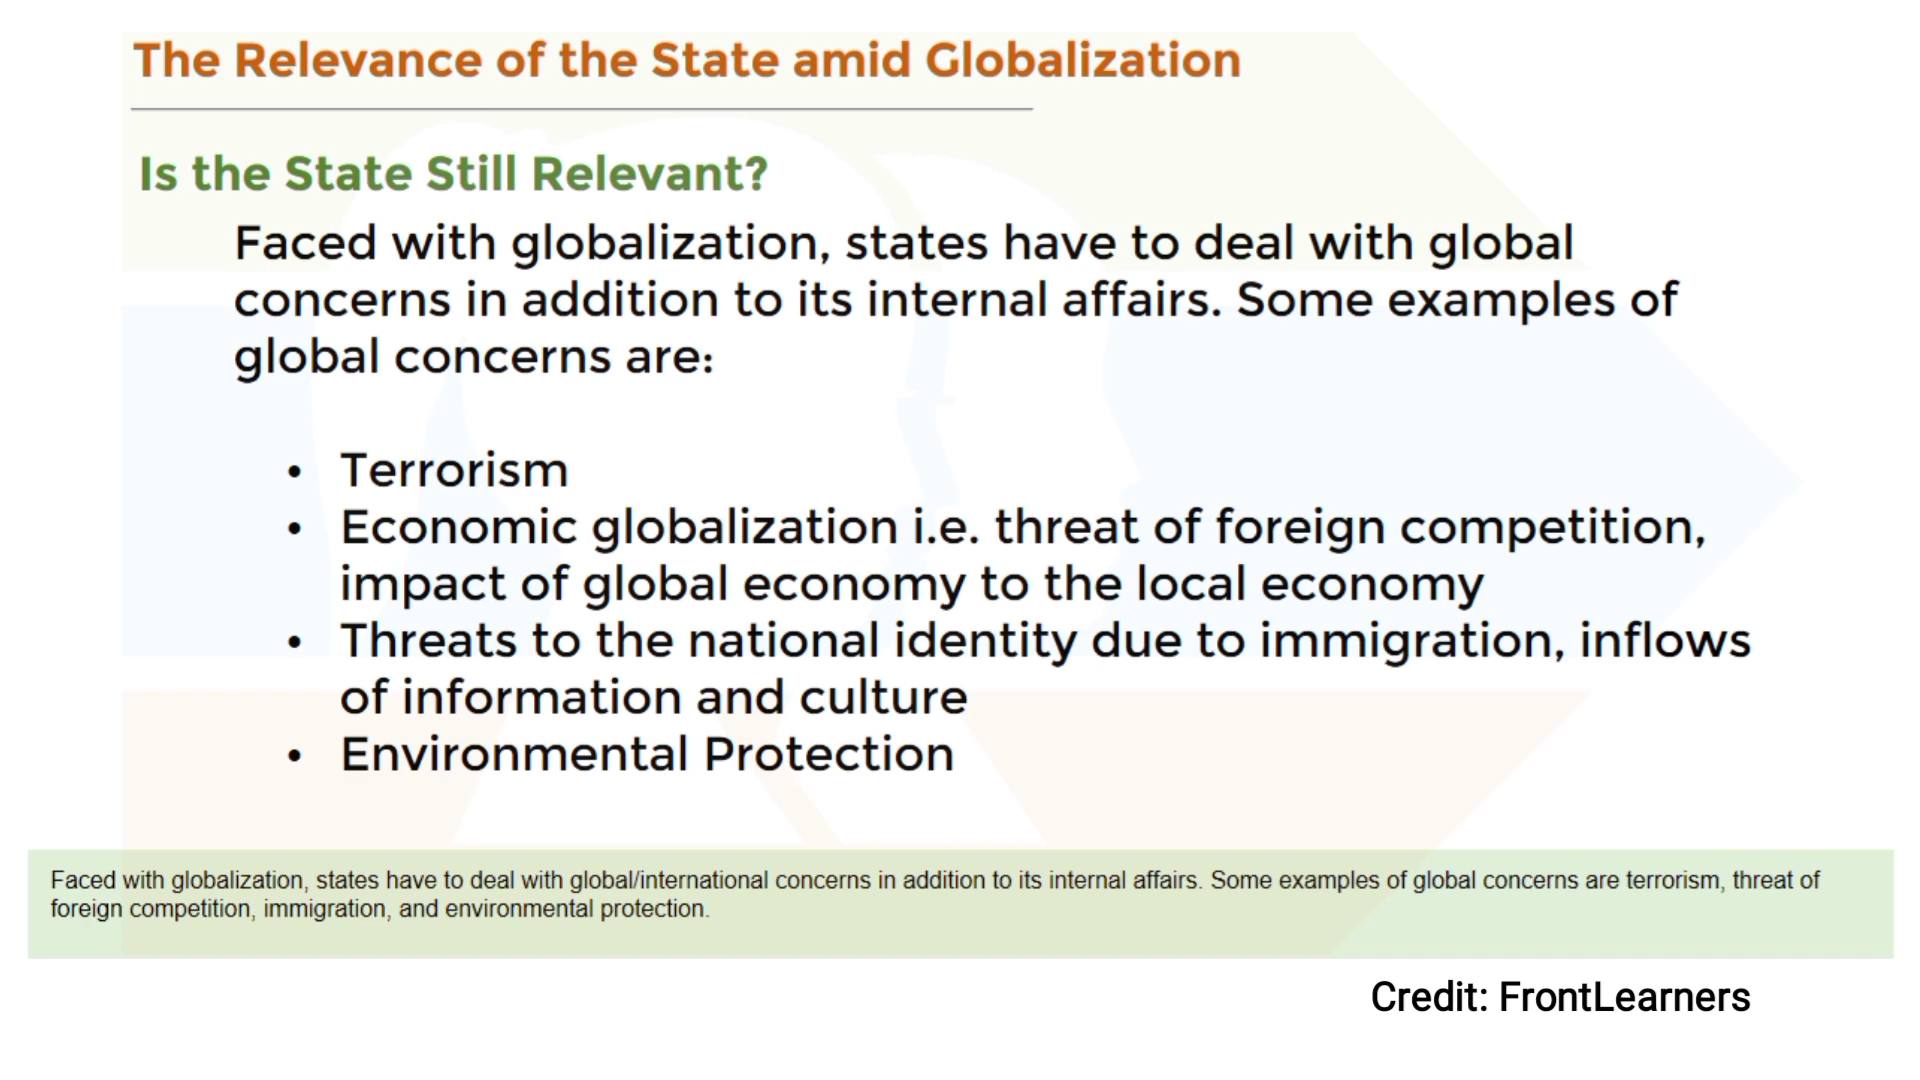 The Relevance of the State amid Globalization
Is the State Still Relevant?
Faced with globalization, states have to deal with global
concerns in addition to its internal affairs. Some examples of
global concerns are:
• Terrorism
• Economic globalization i.e. threat of foreign competition,
impact of global economy to the local economy
• Threats to the national identity due to immigration, inflows
of information and culture
• Environmental Protection
Faced with globalization, states have to deal with global/international concerns in addition to its internal affairs. Some examples of global concerns are terrorism, threat of
foreign competition, immigration, and environmental protection.
Credit: FrontLearners